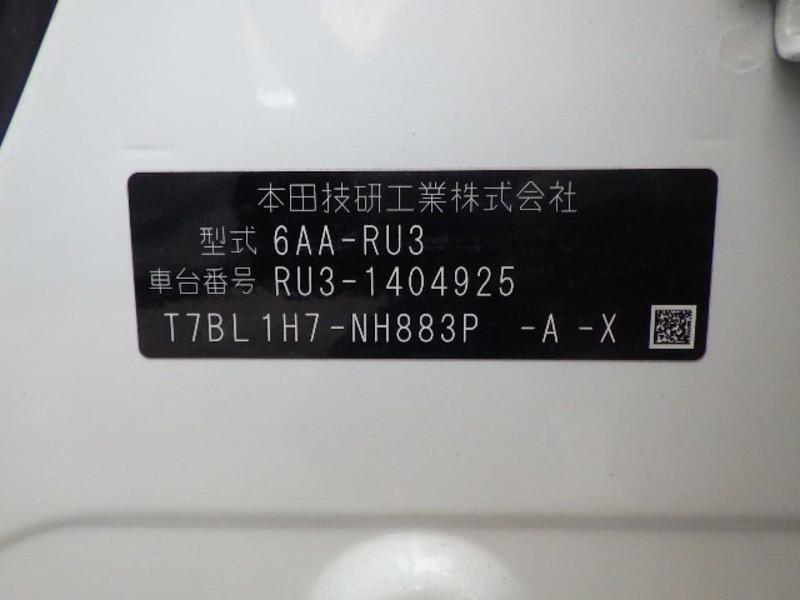 本田技研工業株式会社
型式 6AA-RU3
車台番号 RU3-1404925
T7BL1H7-NH883P -A -X